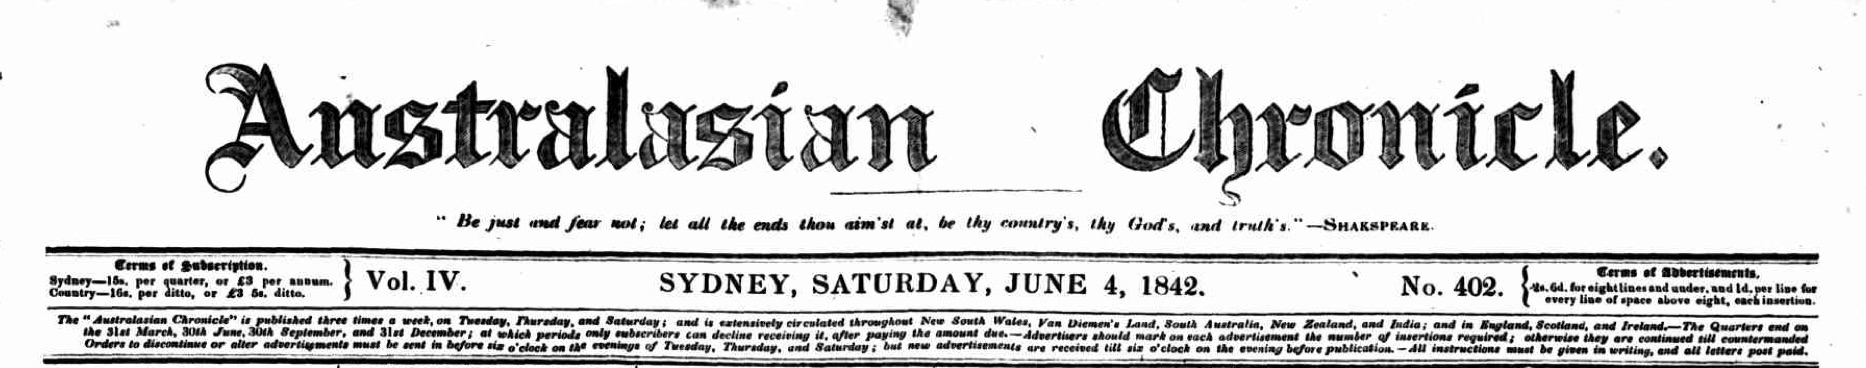 Australasian Chronicle.
" Be just and fear not; let all the ends thou aim'st at, be thy country's, thy God's, and truth's."—SHAKSPEARE.
Terms of Subscription.
Sydney—15s. per quarter, or £3 per annum.
Country—16s. per ditto, or £3 5s. ditto.
Vol. IV.
SYDNEY, SATURDAY, JUNE 4, 1842.
No. 402.
Terms of Advertisements.
2s. 6d. for eight lines and under, and 1d. per line for
every line of space above eight, each insertion.
The "Australasian Chronicle" is published three times a week, on Tuesday, Thursday, and Saturday; and is extensively circulated throughout New South Wales, Van Diemen's Land, South Australia, New Zealand, and India; and in England, Scotland, and Ireland.—The Quarters end on
the 31st March, 30th June, 30th September, and 31st December; at which periods only subscribers can decline receiving it, after paying the amount due.—Advertisers should mark on each advertisement the number of insertions required; otherwise they are continued till countermanded
Orders to discontinue or alter advertisements must be sent in before six o'clock on the evenings of Tuesday, Thursday, and Saturday; but new advertisements are received till six o'clock on the evening before publication.—All instructions must be given in writing, and all letters post paid.